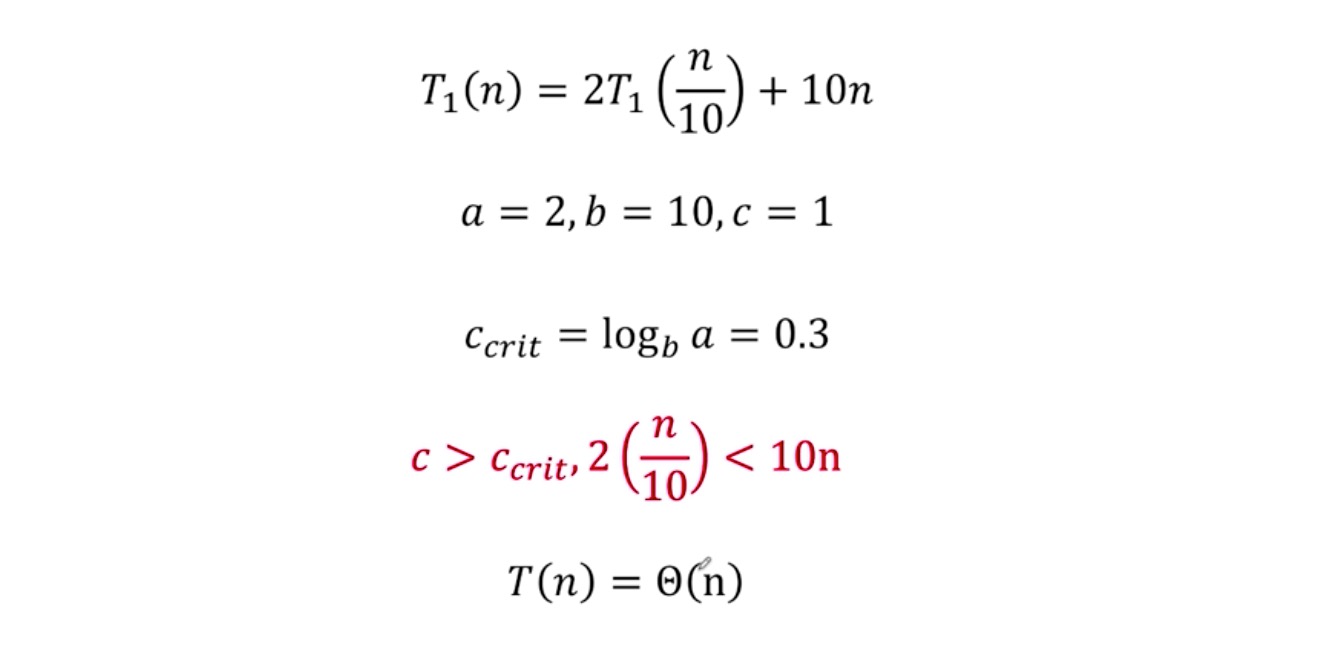 T₁(n) = 2T₁(n/10) + 10n
a = 2, b = 10, c = 1
c_crit = log_b a = 0.3
c > c_crit, 2(n/10) < 10n
T(n) = Θ(n)